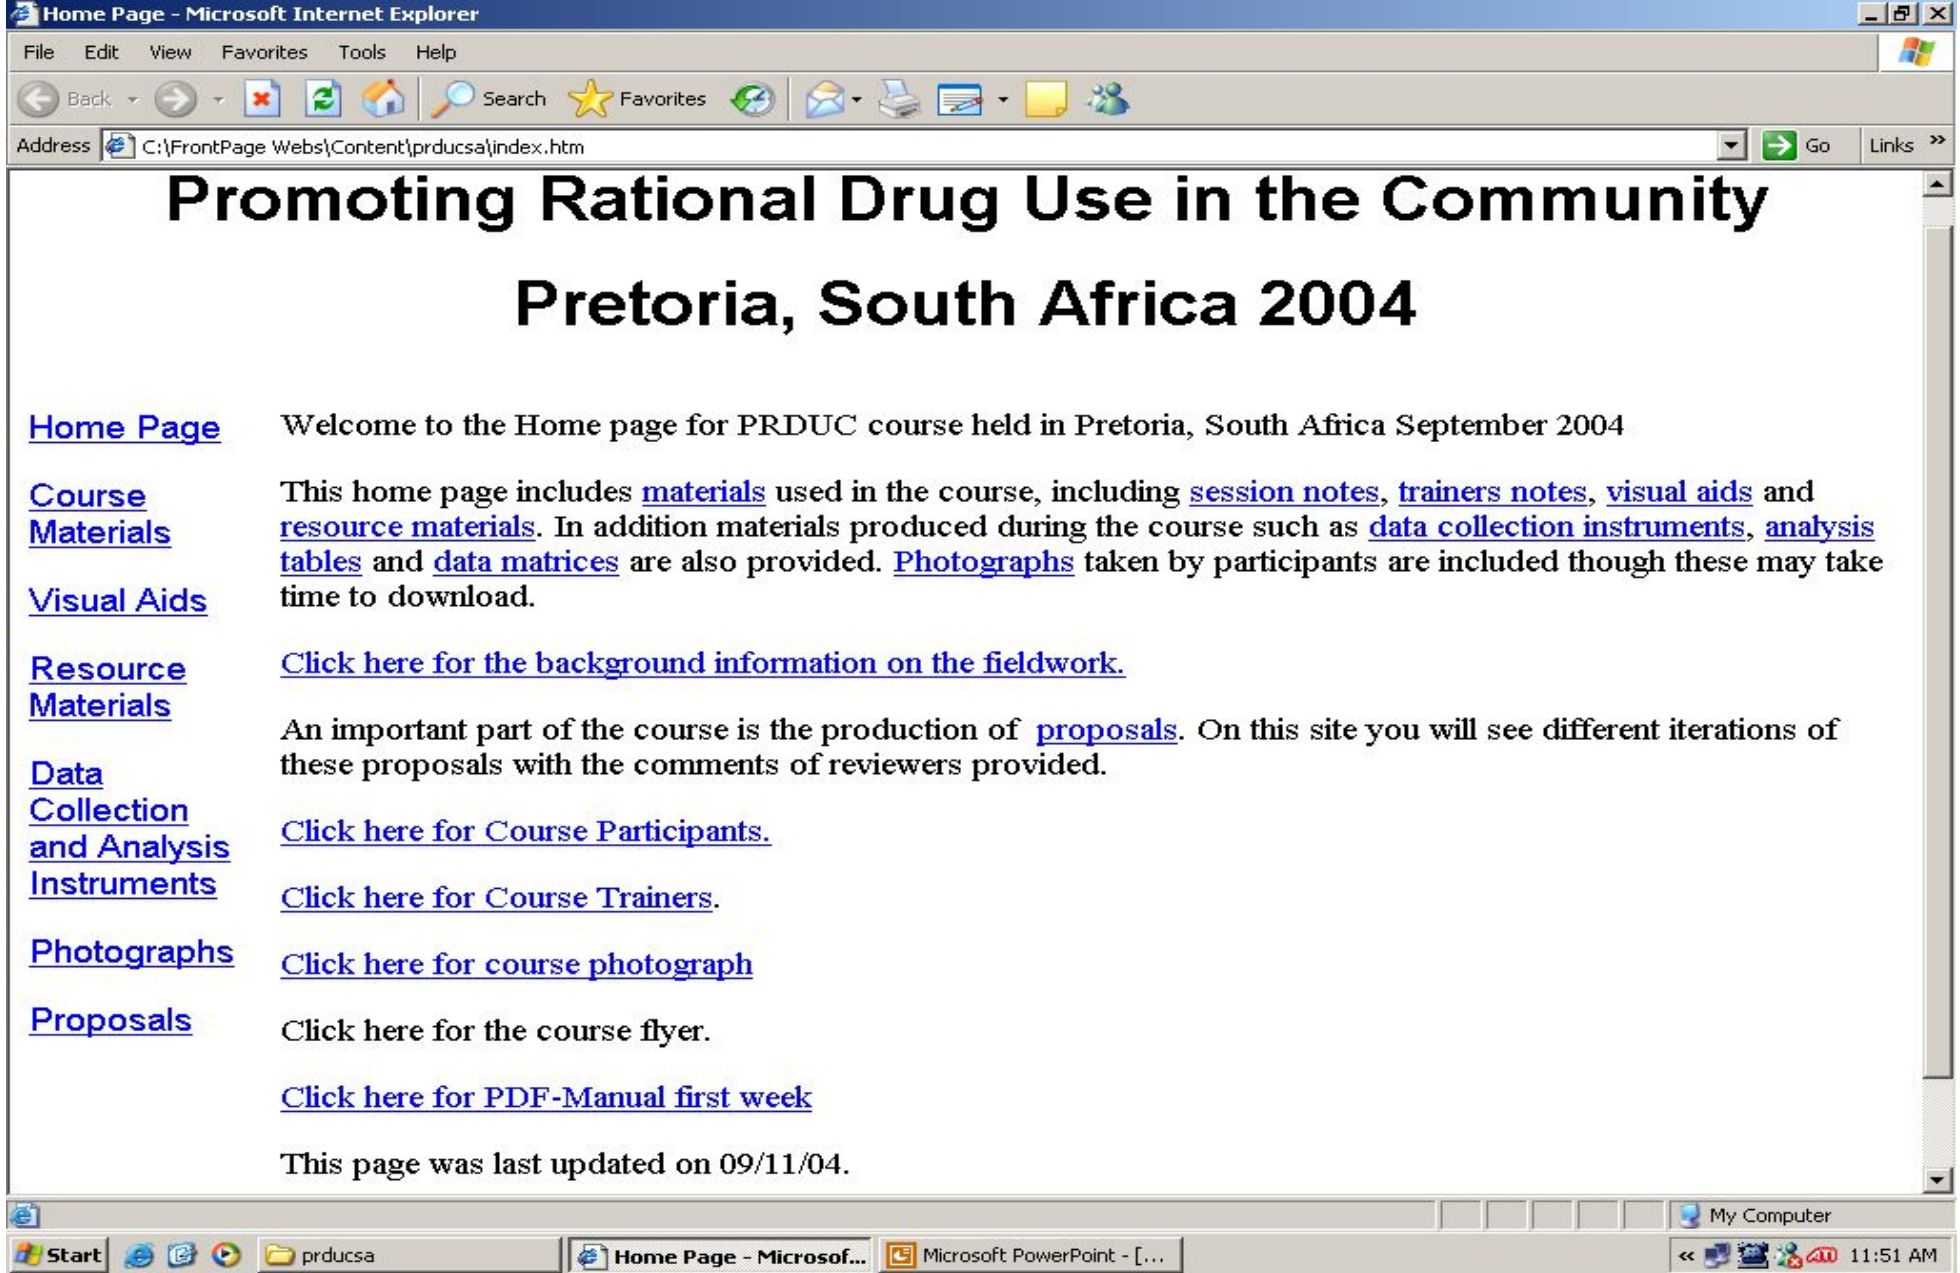 Home Page - Microsoft Internet Explorer
File Edit View Favorites Tools Help
Back Search Favorites
Address C:\FrontPage Webs\Content\prducsa\index.htm Go Links »
Promoting Rational Drug Use in the Community
Pretoria, South Africa 2004
Home Page
Course
Materials
Visual Aids
Resource
Materials
Data
Collection
and Analysis
Instruments
Photographs
Proposals
Welcome to the Home page for PRDUC course held in Pretoria, South Africa September 2004
This home page includes materials used in the course, including session notes, trainers notes, visual aids and
resource materials. In addition materials produced during the course such as data collection instruments, analysis
tables and data matrices are also provided. Photographs taken by participants are included though these may take
time to download.
Click here for the background information on the fieldwork.
An important part of the course is the production of proposals. On this site you will see different iterations of
these proposals with the comments of reviewers provided.
Click here for Course Participants.
Click here for Course Trainers.
Click here for course photograph
Click here for the course flyer.
Click here for PDF-Manual first week
This page was last updated on 09/11/04.
My Computer
Start prducsa Home Page - Microsof... Microsoft PowerPoint - [... « 11:51 AM